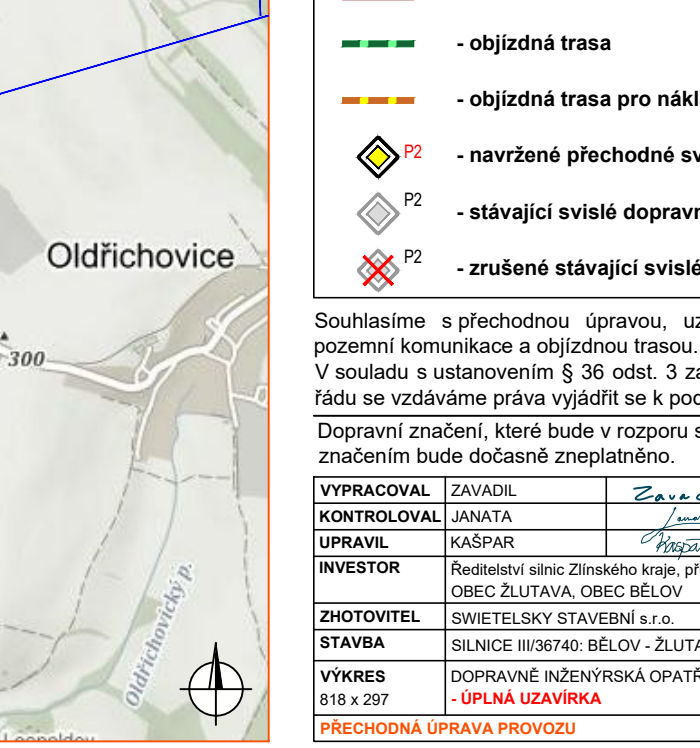 Oldřichovice
300
Oldřichovický p.
- objízdná trasa
- objízdná trasa pro nákl
P2 - navržené přechodné sv
P2 - stávající svislé dopravn
P2 - zrušené stávající svislé
Souhlasíme s přechodnou úpravou, uz
pozemní komunikace a objízdnou trasou.
V souladu s ustanovením § 36 odst. 3 zá
řádu se vzdáváme práva vyjádřit se k pod
Dopravní značení, které bude v rozporu s
značením bude dočasně zneplatněno.
VYPRACOVAL ZAVADIL
KONTROLOVAL JANATA
UPRAVIL KAŠPAR
INVESTOR Ředitelství silnic Zlínského kraje, př
OBEC ŽLUTAVA, OBEC BĚLOV
ZHOTOVITEL SWIETELSKY STAVEBNÍ s.r.o.
STAVBA SILNICE III/36740: BĚLOV - ŽLUTA
VÝKRES DOPRAVNĚ INŽENÝRSKÁ OPATŘ
818 x 297 - ÚPLNÁ UZAVÍRKA
PŘECHODNÁ ÚPRAVA PROVOZU